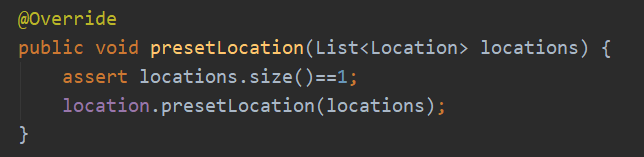 @Override
public void presetLocation(List<Location> locations) {
    assert locations.size()==1;
    location.presetLocation(locations);
}